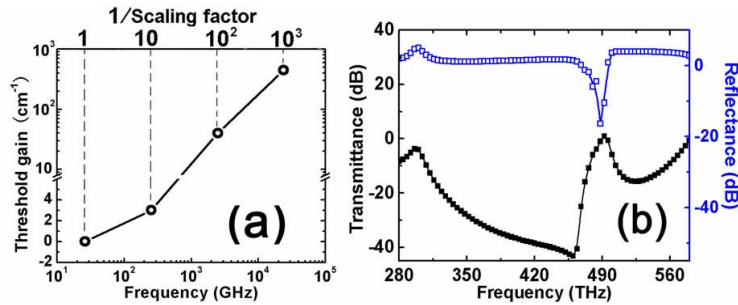 1/Scaling factor
1 10 10² 10³
Threshold gain (cm⁻¹)
10³
10²
10
4
2
0
-2
10¹ 10² 10³ 10⁴ 10⁵
Frequency (GHz)
(a)
Transmittance (dB)
40
20
0
-20
-40
280 350 420 490 560
Frequency (THz)
(b)
0
-20
-40
Reflectance (dB)